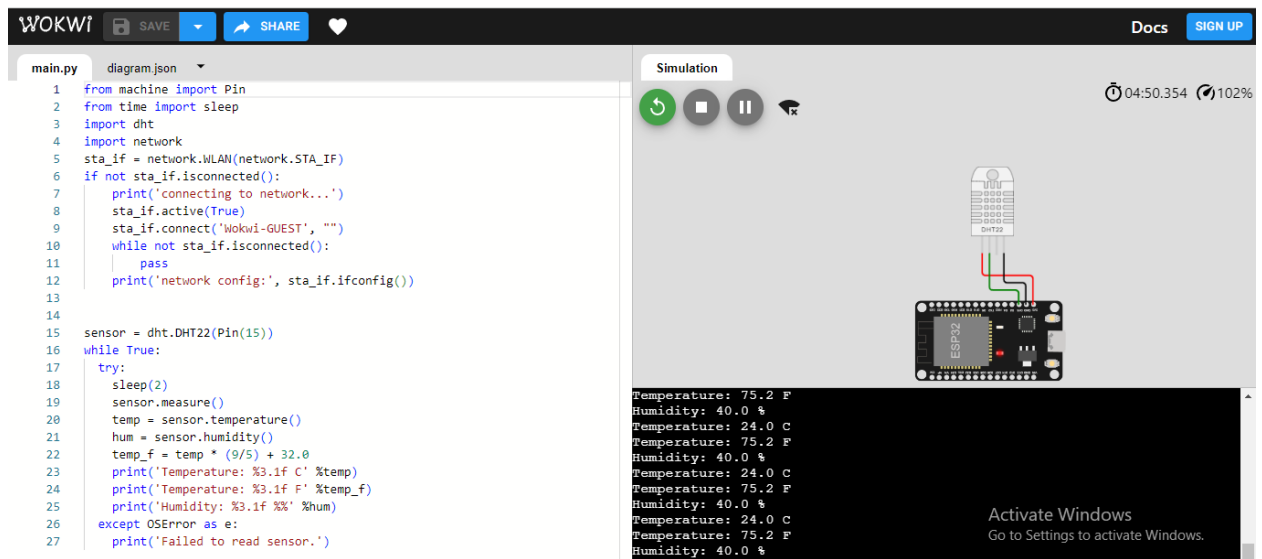 WOKWI SAVE SHARE Docs SIGN UP
main.py diagram.json
1 from machine import Pin
2 from time import sleep
3 import dht
4 import network
5 sta_if = network.WLAN(network.STA_IF)
6 if not sta_if.isconnected():
7     print('connecting to network...')
8     sta_if.active(True)
9     sta_if.connect('Wokwi-GUEST', "")
10     while not sta_if.isconnected():
11         pass
12     print('network config:', sta_if.ifconfig())
13
14
15 sensor = dht.DHT22(Pin(15))
16 while True:
17   try:
18     sleep(2)
19     sensor.measure()
20     temp = sensor.temperature()
21     hum = sensor.humidity()
22     temp_f = temp * (9/5) + 32.0
23     print('Temperature: %3.1f C' %temp)
24     print('Temperature: %3.1f F' %temp_f)
25     print('Humidity: %3.1f %%' %hum)
26   except OSError as e:
27     print('Failed to read sensor.')
Simulation
04:50.354 102%
DHT22
ESP32
Temperature: 75.2 F
Humidity: 40.0 %
Temperature: 24.0 C
Temperature: 75.2 F
Humidity: 40.0 %
Temperature: 24.0 C
Temperature: 75.2 F
Humidity: 40.0 %
Temperature: 24.0 C
Temperature: 75.2 F
Humidity: 40.0 %
Activate Windows
Go to Settings to activate Windows.